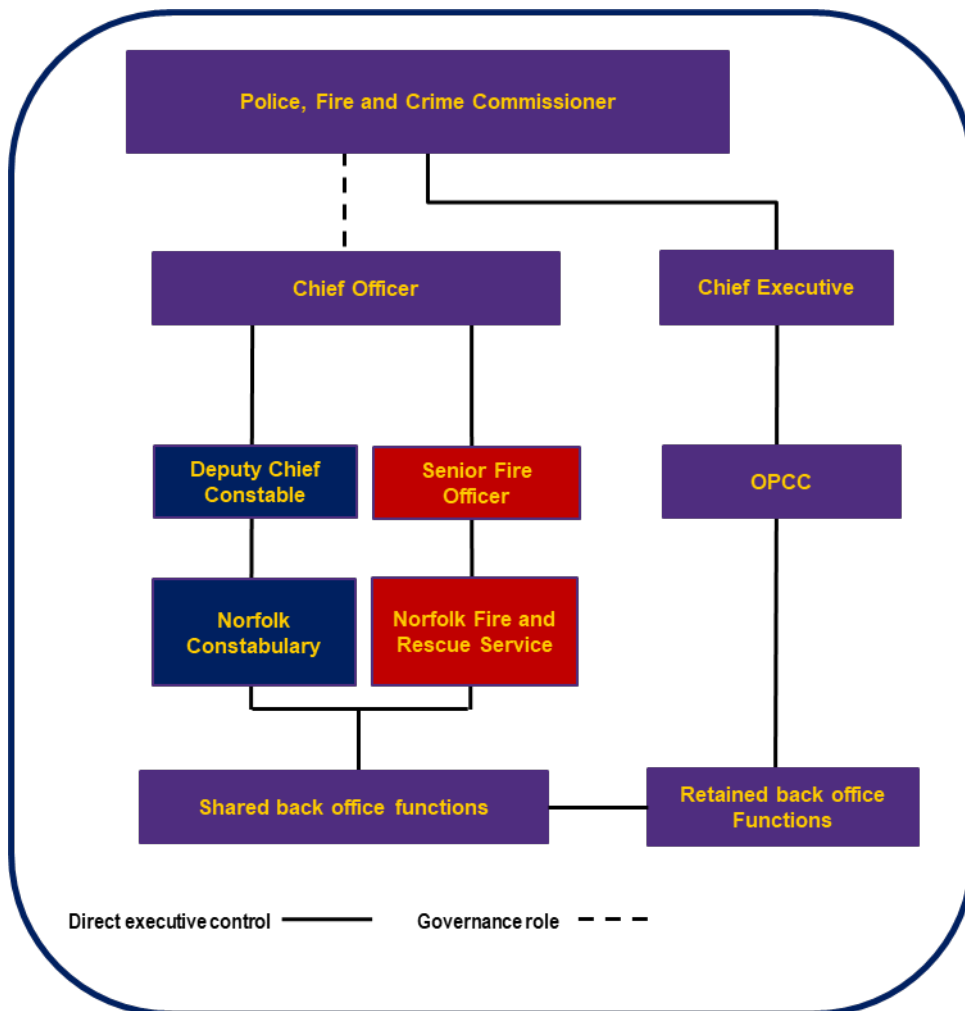 Police, Fire and Crime Commissioner
Chief Officer
Chief Executive
Deputy Chief
Constable
Senior Fire
Officer
OPCC
Norfolk
Constabulary
Norfolk Fire and
Rescue Service
Shared back office functions
Retained back office
Functions
Direct executive control
Governance role